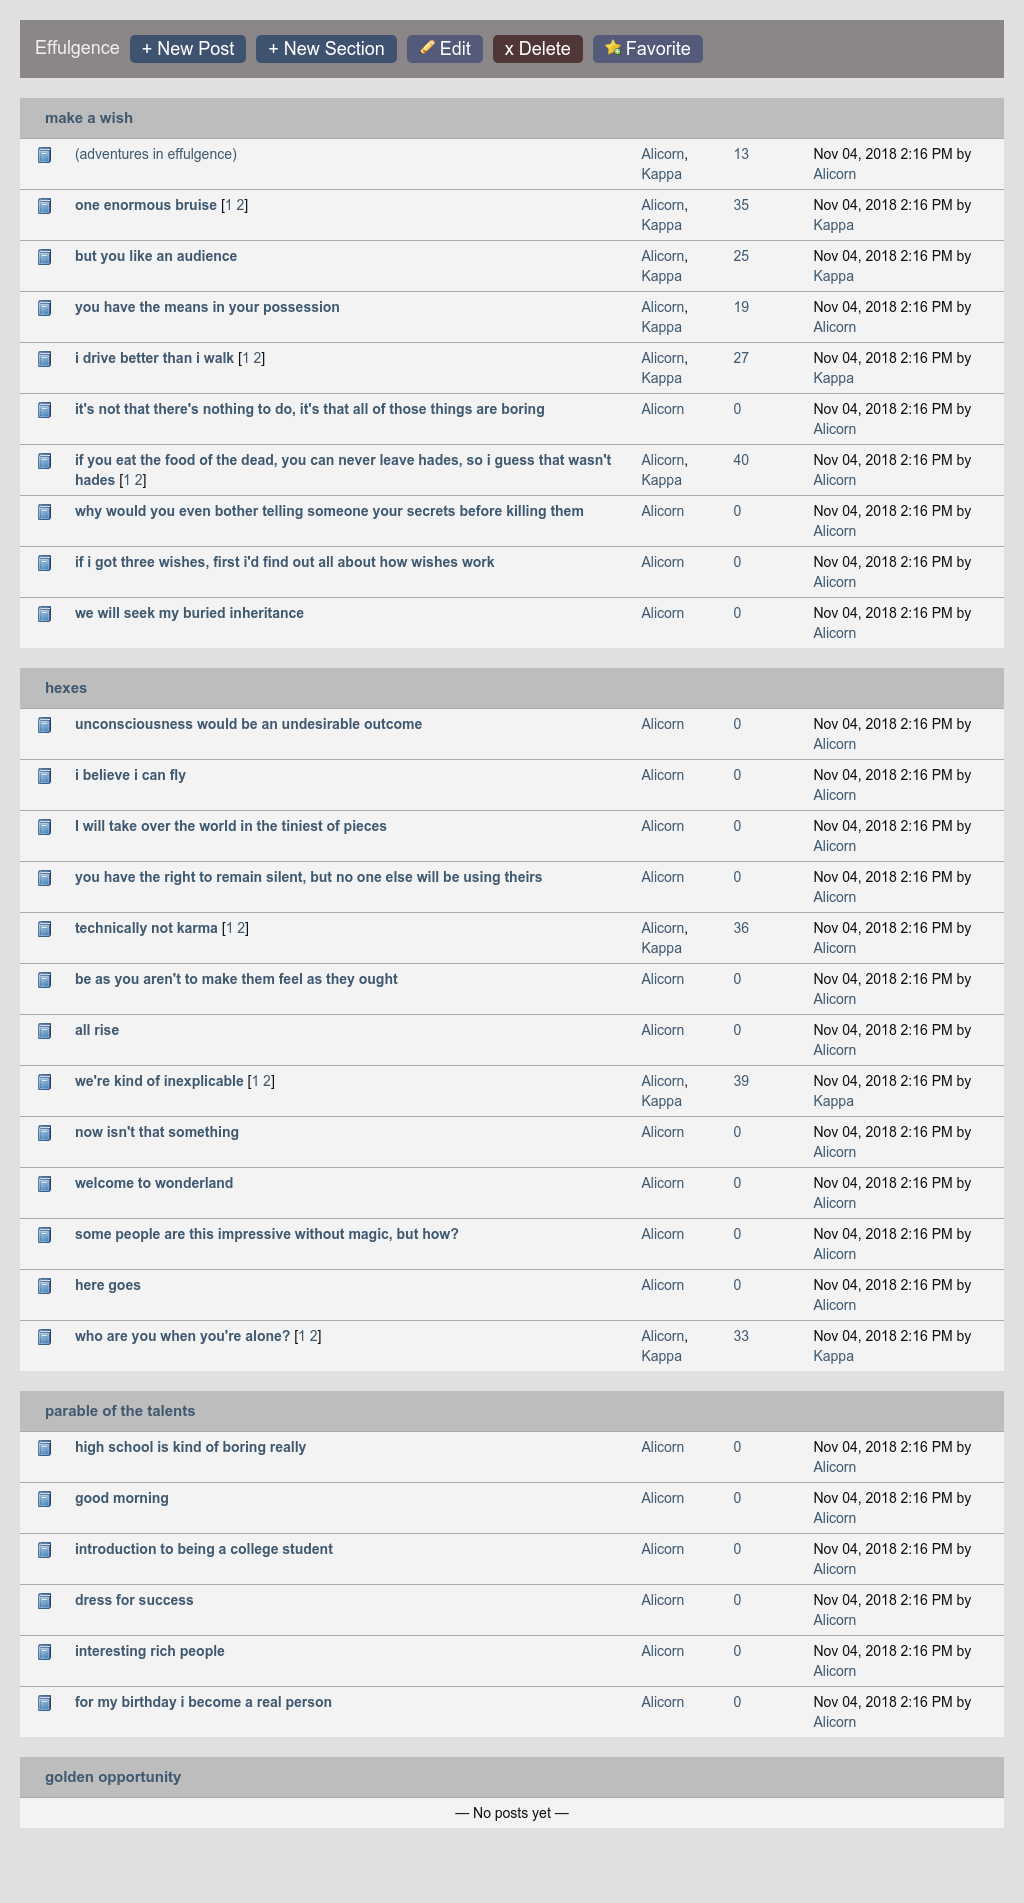 Effulgence + New Post + New Section Edit x Delete Favorite
make a wish
(adventures in effulgence) Alicorn, 13 Nov 04, 2018 2:16 PM by
Kappa Alicorn
one enormous bruise [1 2] Alicorn, 35 Nov 04, 2018 2:16 PM by
Kappa Kappa
but you like an audience Alicorn, 25 Nov 04, 2018 2:16 PM by
Kappa Kappa
you have the means in your possession Alicorn, 19 Nov 04, 2018 2:16 PM by
Kappa Alicorn
i drive better than i walk [1 2] Alicorn, 27 Nov 04, 2018 2:16 PM by
Kappa Kappa
it's not that there's nothing to do, it's that all of those things are boring Alicorn 0 Nov 04, 2018 2:16 PM by
Alicorn
if you eat the food of the dead, you can never leave hades, so i guess that wasn't Alicorn, 40 Nov 04, 2018 2:16 PM by
hades [1 2] Kappa Alicorn
why would you even bother telling someone your secrets before killing them Alicorn 0 Nov 04, 2018 2:16 PM by
Alicorn
if i got three wishes, first i'd find out all about how wishes work Alicorn 0 Nov 04, 2018 2:16 PM by
Alicorn
we will seek my buried inheritance Alicorn 0 Nov 04, 2018 2:16 PM by
Alicorn
hexes
unconsciousness would be an undesirable outcome Alicorn 0 Nov 04, 2018 2:16 PM by
Alicorn
i believe i can fly Alicorn 0 Nov 04, 2018 2:16 PM by
Alicorn
I will take over the world in the tiniest of pieces Alicorn 0 Nov 04, 2018 2:16 PM by
Alicorn
you have the right to remain silent, but no one else will be using theirs Alicorn 0 Nov 04, 2018 2:16 PM by
Alicorn
technically not karma [1 2] Alicorn, 36 Nov 04, 2018 2:16 PM by
Kappa Alicorn
be as you aren't to make them feel as they ought Alicorn 0 Nov 04, 2018 2:16 PM by
Alicorn
all rise Alicorn 0 Nov 04, 2018 2:16 PM by
Alicorn
we're kind of inexplicable [1 2] Alicorn, 39 Nov 04, 2018 2:16 PM by
Kappa Kappa
now isn't that something Alicorn 0 Nov 04, 2018 2:16 PM by
Alicorn
welcome to wonderland Alicorn 0 Nov 04, 2018 2:16 PM by
Alicorn
some people are this impressive without magic, but how? Alicorn 0 Nov 04, 2018 2:16 PM by
Alicorn
here goes Alicorn 0 Nov 04, 2018 2:16 PM by
Alicorn
who are you when you're alone? [1 2] Alicorn, 33 Nov 04, 2018 2:16 PM by
Kappa Kappa
parable of the talents
high school is kind of boring really Alicorn 0 Nov 04, 2018 2:16 PM by
Alicorn
good morning Alicorn 0 Nov 04, 2018 2:16 PM by
Alicorn
introduction to being a college student Alicorn 0 Nov 04, 2018 2:16 PM by
Alicorn
dress for success Alicorn 0 Nov 04, 2018 2:16 PM by
Alicorn
interesting rich people Alicorn 0 Nov 04, 2018 2:16 PM by
Alicorn
for my birthday i become a real person Alicorn 0 Nov 04, 2018 2:16 PM by
Alicorn
golden opportunity
— No posts yet —